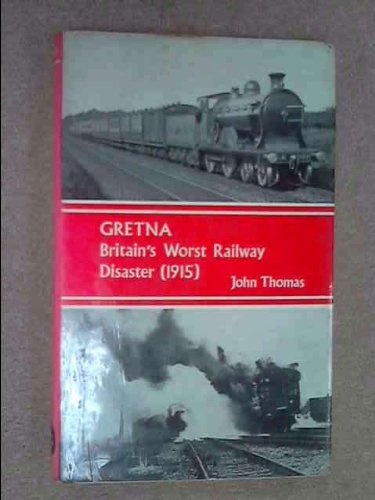 GRETNA
Britain's Worst Railway
Disaster (1915)
John Thomas